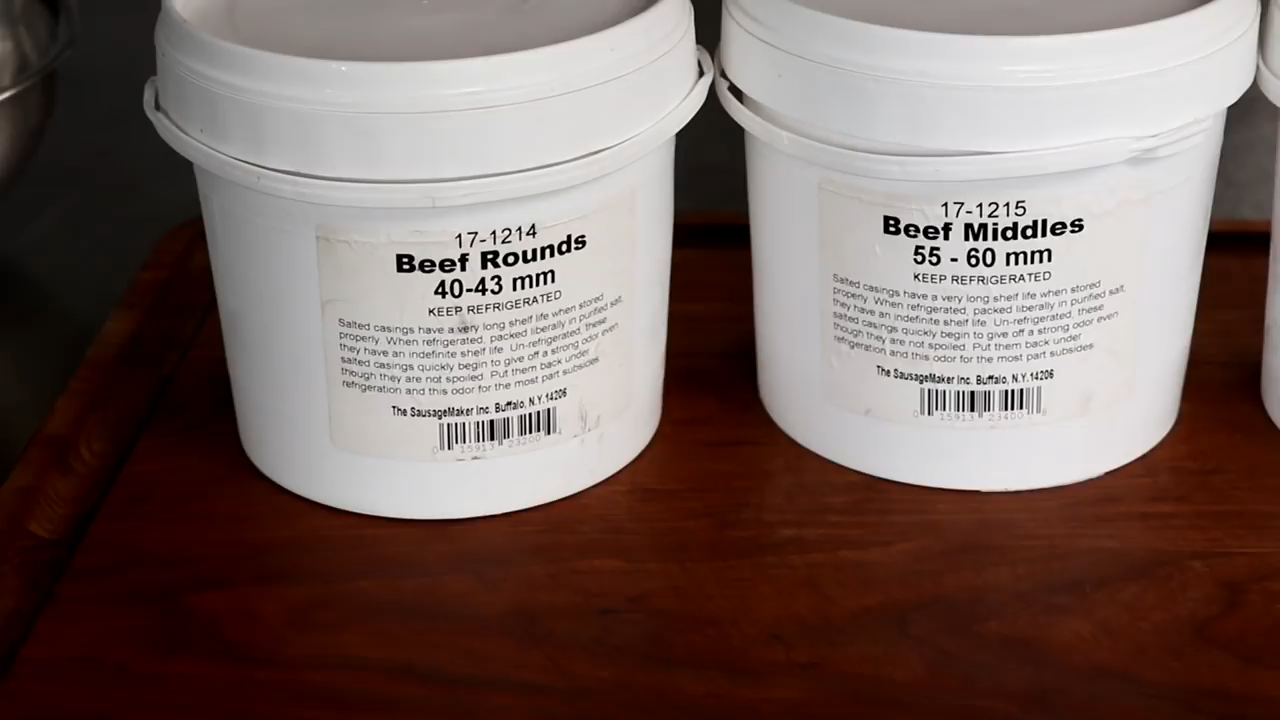 17-1214
Beef Rounds
40-43 mm
KEEP REFRIGERATED
Salted casings have a very long shelf life when stored
properly. When refrigerated, packed liberally in purified salt,
they have an indefinite shelf life. Un-refrigerated, these
salted casings quickly begin to give off a strong odor even
though they are not spoiled. Put them back under
refrigeration and this odor for the most part subsides.
The SausageMaker Inc. Buffalo, N.Y.14206
0 15913 23200
17-1215
Beef Middles
55 - 60 mm
KEEP REFRIGERATED
Salted casings have a very long shelf life when stored
properly. When refrigerated, packed liberally in purified salt,
they have an indefinite shelf life. Un-refrigerated, these
salted casings quickly begin to give off a strong odor even
though they are not spoiled. Put them back under
refrigeration and this odor for the most part subsides.
The SausageMaker Inc. Buffalo, N.Y.14206
0 15913 23400